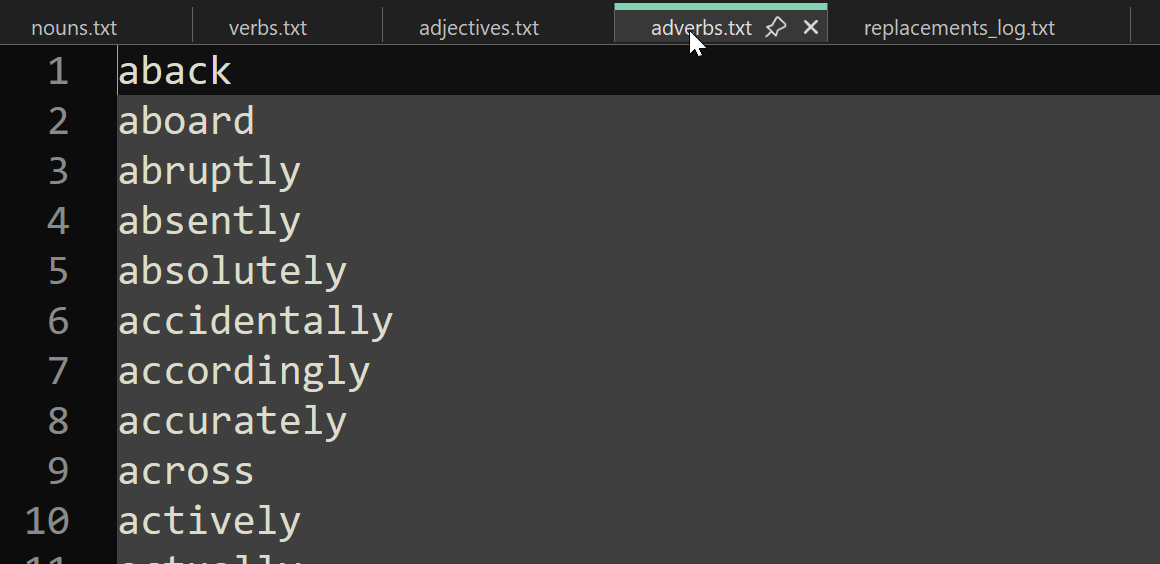 nouns.txt verbs.txt adjectives.txt adverbs.txt replacements_log.txt
1 aback
2 aboard
3 abruptly
4 absently
5 absolutely
6 accidentally
7 accordingly
8 accurately
9 across
10 actively
11 actually